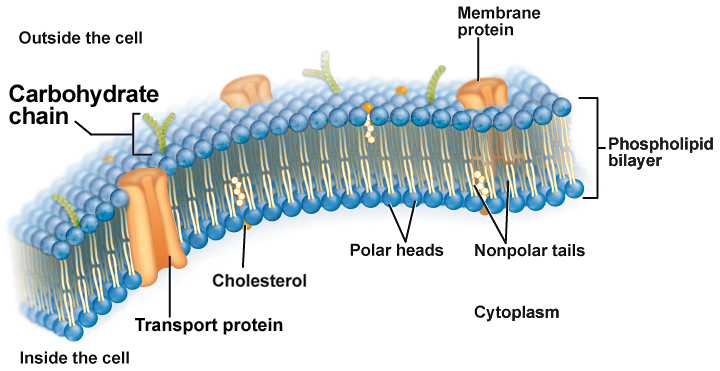 Membrane
protein
Outside the cell
Carbohydrate
chain
Phospholipid
bilayer
Polar heads
Nonpolar tails
Cholesterol
Cytoplasm
Transport protein
Inside the cell